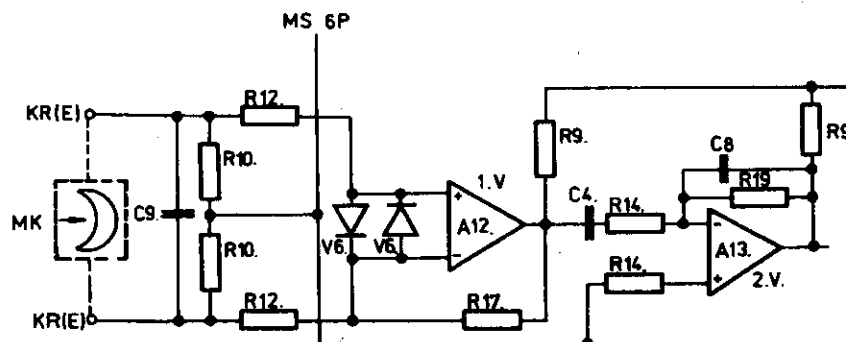 MS 6P
KR(E)
R12.
R10.
R9.
R9
C8
R19
1.V
C4.
R14.
MK
C9.
V6.
V6.
A12.
+
-
-
A13.
+
R10.
R14.
2.V.
KR(E)
R12.
R17.